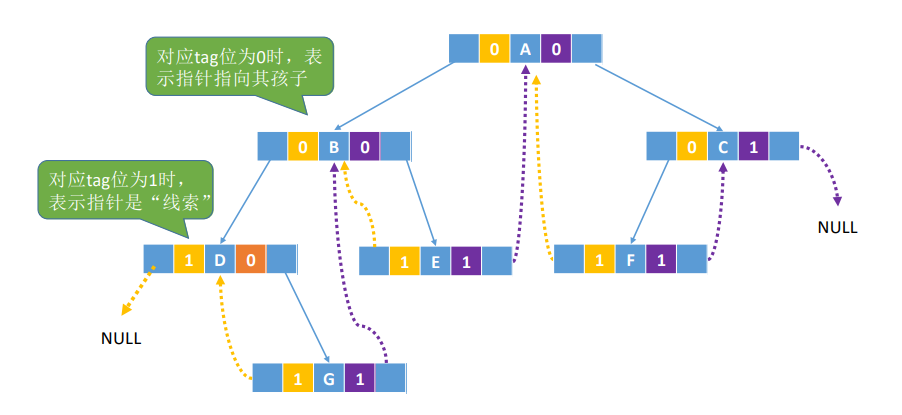 对应tag位为0时，表
示指针指向其孩子
0 A 0
0 B 0
0 C 1
对应tag位为1时，
表示指针是“线索”
NULL
1 D 0
1 E 1
1 F 1
NULL
1 G 1